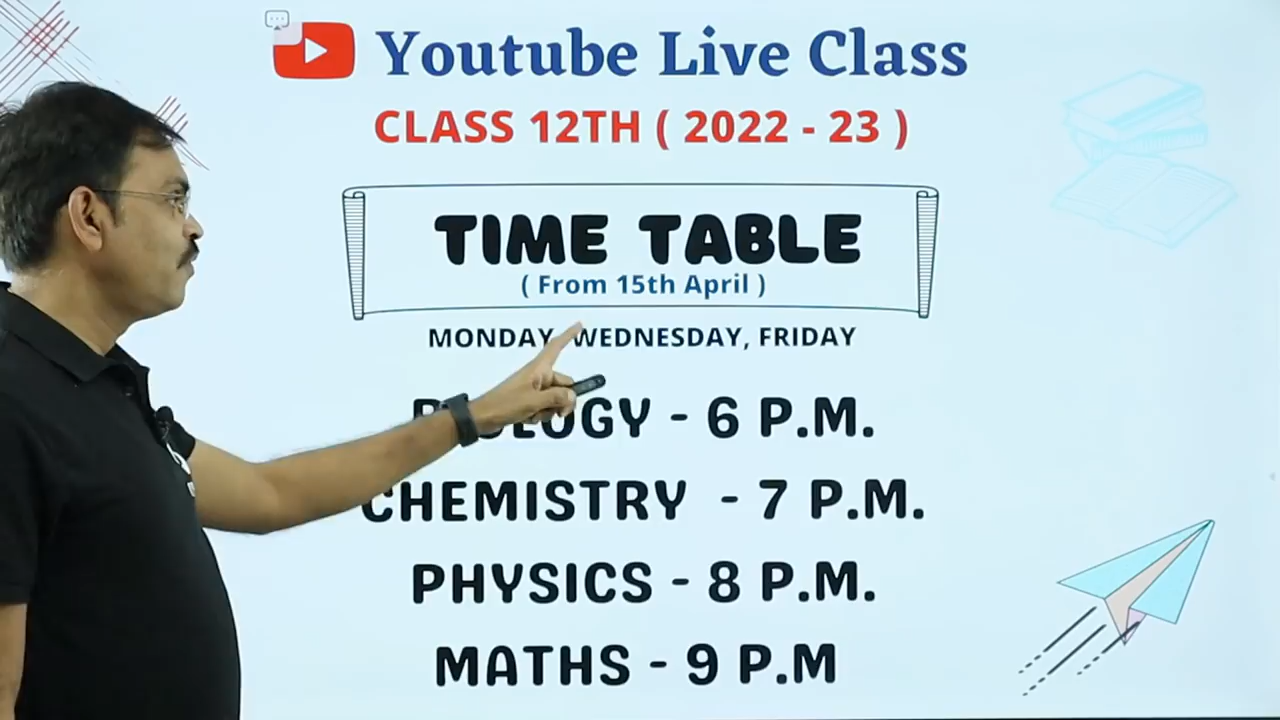 Youtube Live Class
CLASS 12TH ( 2022 - 23 )
TIME TABLE
( From 15th April )
MONDAY, WEDNESDAY, FRIDAY
BIOLOGY - 6 P.M.
CHEMISTRY - 7 P.M.
PHYSICS - 8 P.M.
MATHS - 9 P.M